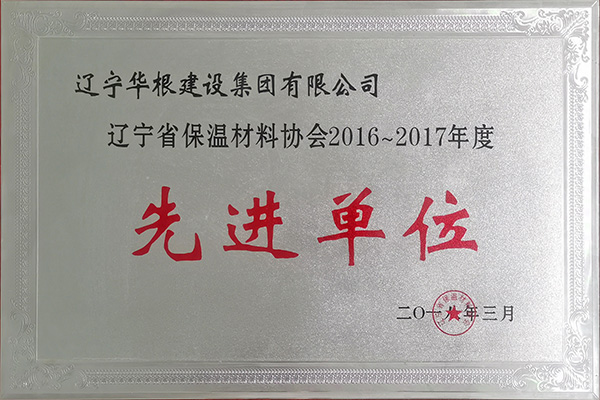 辽宁华根建设集团有限公司
辽宁省保温材料协会2016~2017年度
先进单位
二〇一八年三月